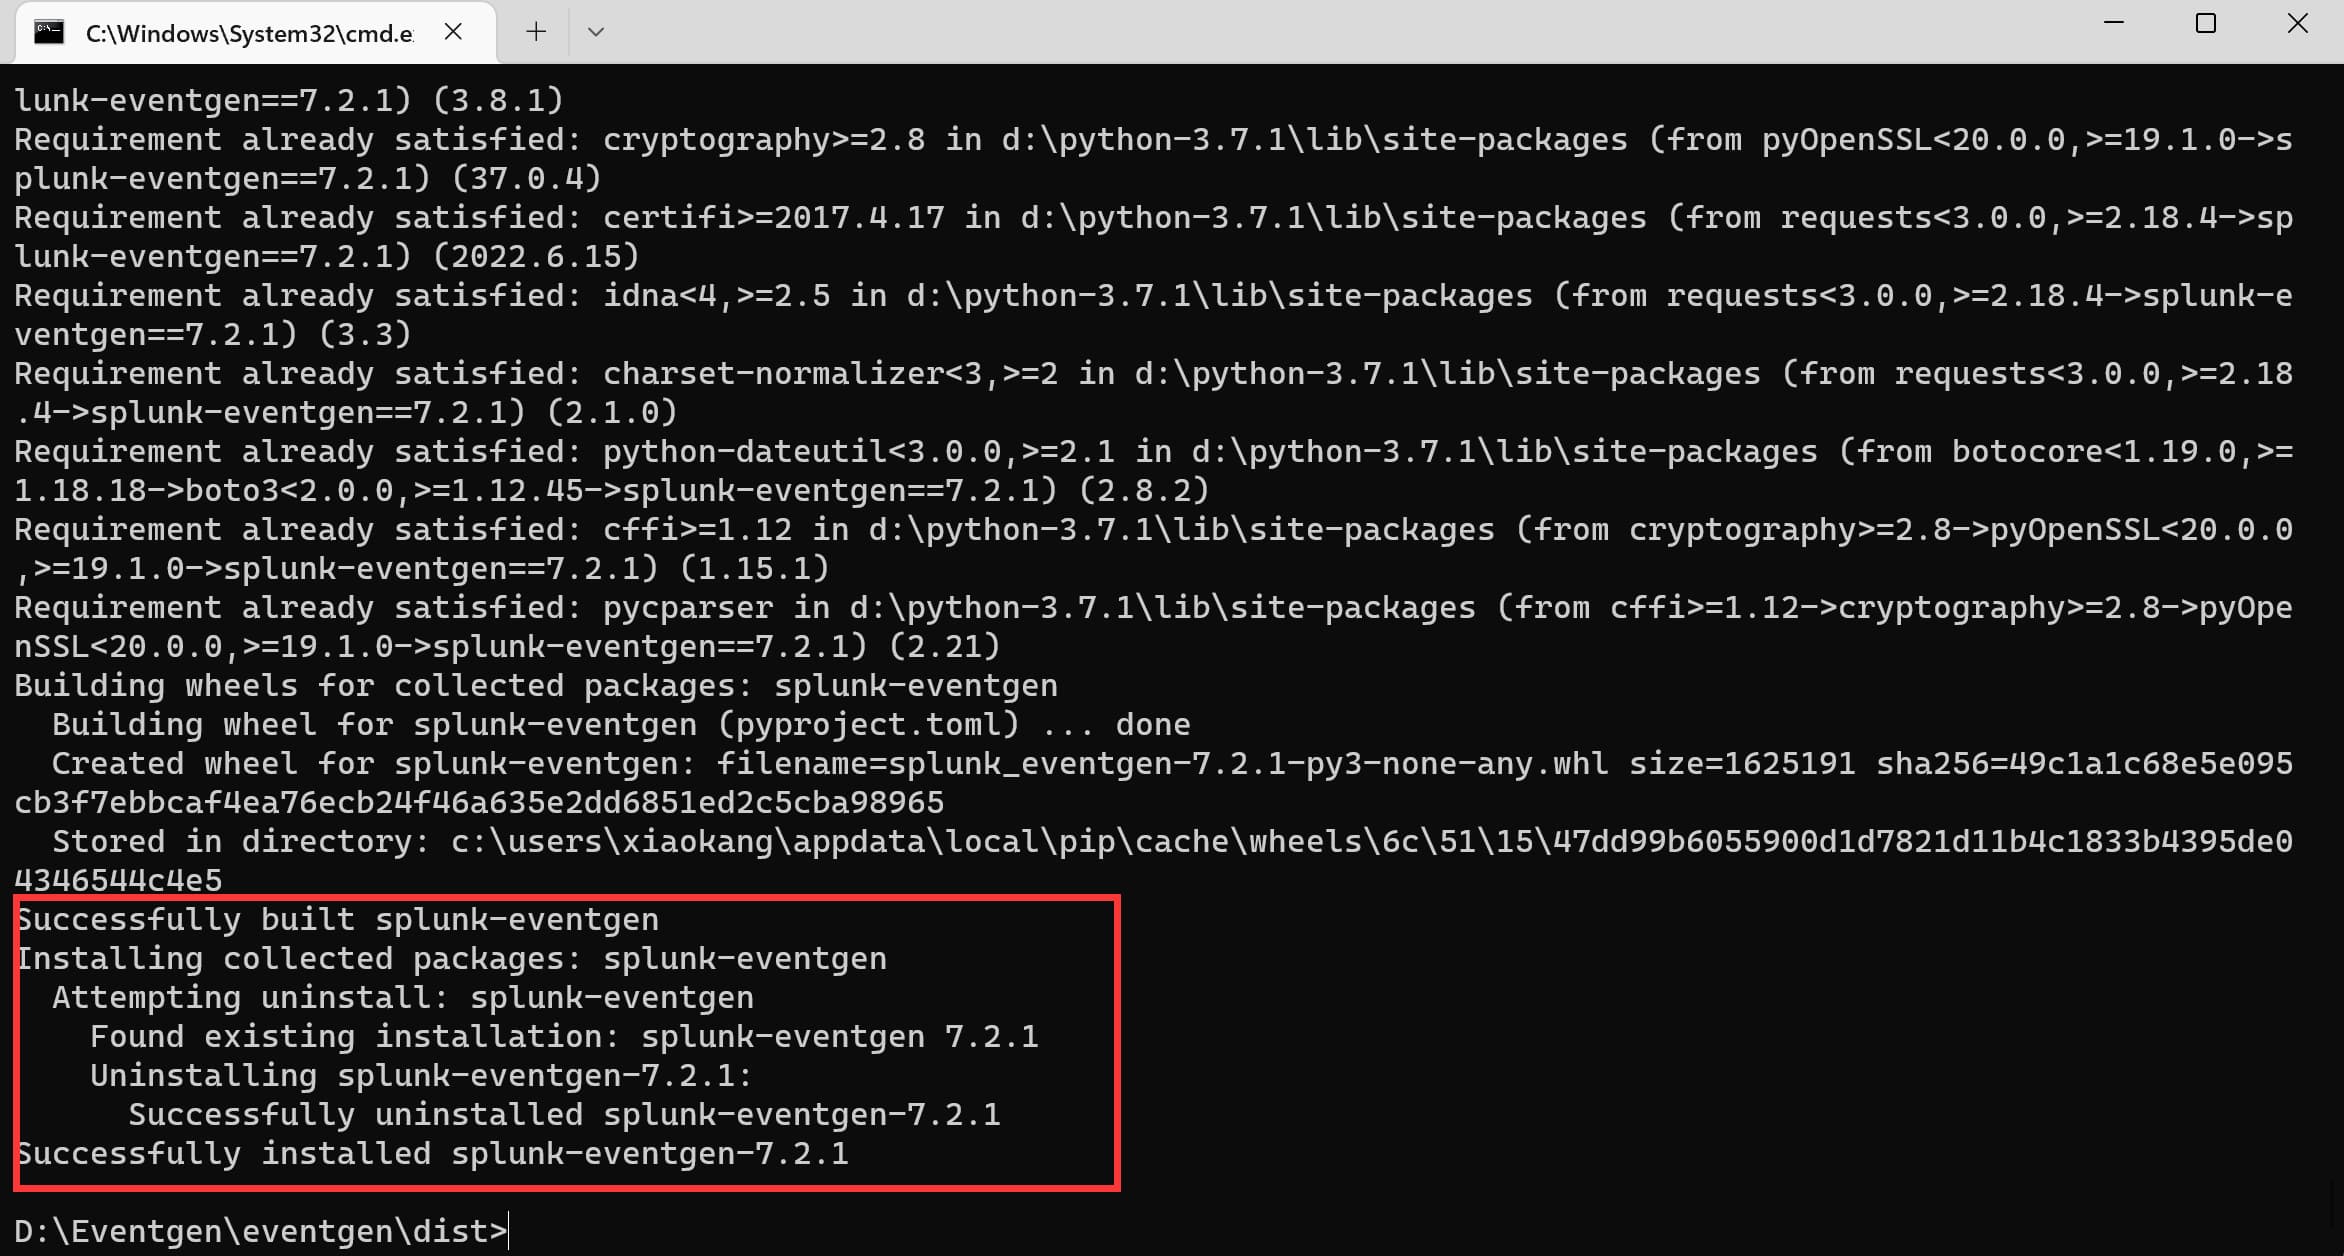 C:\Windows\System32\cmd.e
lunk-eventgen==7.2.1) (3.8.1)
Requirement already satisfied: cryptography>=2.8 in d:\python-3.7.1\lib\site-packages (from pyOpenSSL<20.0.0,>=19.1.0->s
plunk-eventgen==7.2.1) (37.0.4)
Requirement already satisfied: certifi>=2017.4.17 in d:\python-3.7.1\lib\site-packages (from requests<3.0.0,>=2.18.4->sp
lunk-eventgen==7.2.1) (2022.6.15)
Requirement already satisfied: idna<4,>=2.5 in d:\python-3.7.1\lib\site-packages (from requests<3.0.0,>=2.18.4->splunk-e
ventgen==7.2.1) (3.3)
Requirement already satisfied: charset-normalizer<3,>=2 in d:\python-3.7.1\lib\site-packages (from requests<3.0.0,>=2.18
.4->splunk-eventgen==7.2.1) (2.1.0)
Requirement already satisfied: python-dateutil<3.0.0,>=2.1 in d:\python-3.7.1\lib\site-packages (from botocore<1.19.0,>=
1.18.18->boto3<2.0.0,>=1.12.45->splunk-eventgen==7.2.1) (2.8.2)
Requirement already satisfied: cffi>=1.12 in d:\python-3.7.1\lib\site-packages (from cryptography>=2.8->pyOpenSSL<20.0.0
,>=19.1.0->splunk-eventgen==7.2.1) (1.15.1)
Requirement already satisfied: pycparser in d:\python-3.7.1\lib\site-packages (from cffi>=1.12->cryptography>=2.8->pyOpe
nSSL<20.0.0,>=19.1.0->splunk-eventgen==7.2.1) (2.21)
Building wheels for collected packages: splunk-eventgen
  Building wheel for splunk-eventgen (pyproject.toml) ... done
  Created wheel for splunk-eventgen: filename=splunk_eventgen-7.2.1-py3-none-any.whl size=1625191 sha256=49c1a1c68e5e095
cb3f7ebbcaf4ea76ecb24f46a635e2dd6851ed2c5cba98965
  Stored in directory: c:\users\xiaokang\appdata\local\pip\cache\wheels\6c\51\15\47dd99b6055900d1d7821d11b4c1833b4395de0
4346544c4e5
Successfully built splunk-eventgen
Installing collected packages: splunk-eventgen
  Attempting uninstall: splunk-eventgen
    Found existing installation: splunk-eventgen 7.2.1
    Uninstalling splunk-eventgen-7.2.1:
      Successfully uninstalled splunk-eventgen-7.2.1
Successfully installed splunk-eventgen-7.2.1
D:\Eventgen\eventgen\dist>